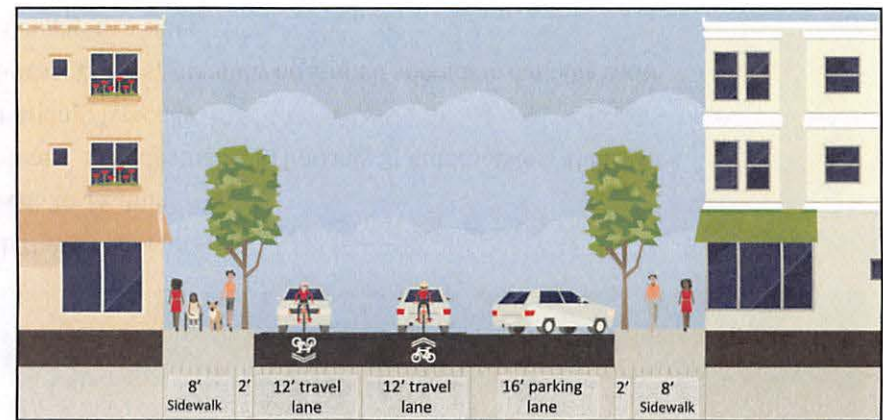 8' 2' 12' travel 12' travel 16' parking 2' 8'
Sidewalk lane lane lane Sidewalk